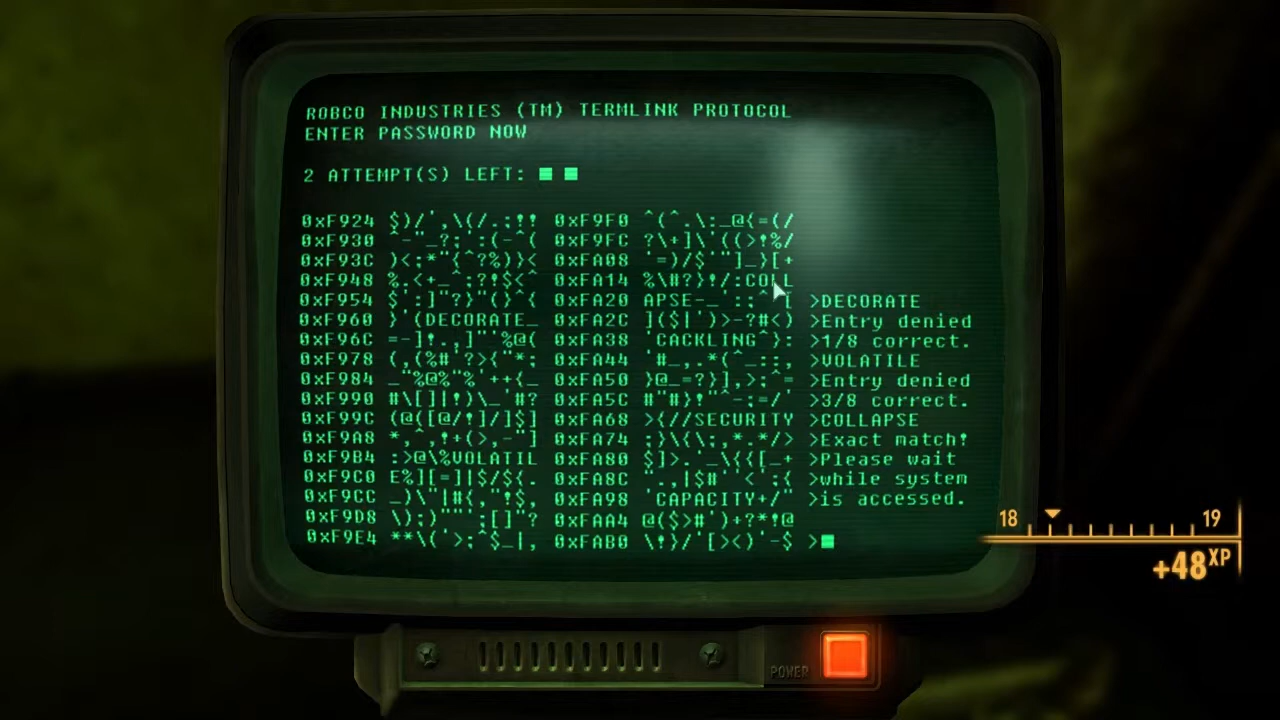 ROBCO INDUSTRIES (TM) TERMLINK PROTOCOL
ENTER PASSWORD NOW
2 ATTEMPT(S) LEFT:
0xF924 $)/',\(/.;!! 0xF9F0 ^(^.\:_@{=(/
0xF930 ^-"_?;':(-^( 0xF9FC ?\+]\'(()!%/
0xF93C )<;*"{^?%)}< 0xFA08 '=)/$'"]_}[+
0xF948 %.<+_^;?!$<^ 0xFA14 %\#?}!/:COLL
0xF954 $':]"?}"(}^{ 0xFA20 APSE-_':;^'[ >DECORATE
0xF960 }'(DECORATE_ 0xFA2C ]($|')>-?#<) >Entry denied
0xF96C =-]!.,]"'%@( 0xFA38 'CACKLING^}: >1/8 correct.
0xF978 (,(%#'?>{"*; 0xFA44 '#_,.*(^_::, >VOLATILE
0xF984 _"%@%"%'++{_ 0xFA50 }@_=?}],>;^= >Entry denied
0xF990 #\[]|!)\_'#? 0xFA5C #"#}!"^-;=/' >3/8 correct.
0xF99C (@([@/!]/]$] 0xFA68 >{//SECURITY >COLLAPSE
0xF9A8 *,^,!+(>,-"] 0xFA74 ;}\(\:,*.*/> >Exact match!
0xF9B4 :>@\%VOLATIL 0xFA80 $]>.'_\{{[_+ >Please wait
0xF9C0 E%][=]|$/${. 0xFA8C ".,|$#''<':{ >while system
0xF9CC _)\"|#{,"!$, 0xFA98 'CAPACITY+/" >is accessed.
0xF9D8 \);)""';[]"? 0xFAA4 @($>#')+?*!@
0xF9E4 **\('>;^$_|, 0xFAB0 \!}/'[><)'-$ >
18 19
+48XP
POWER